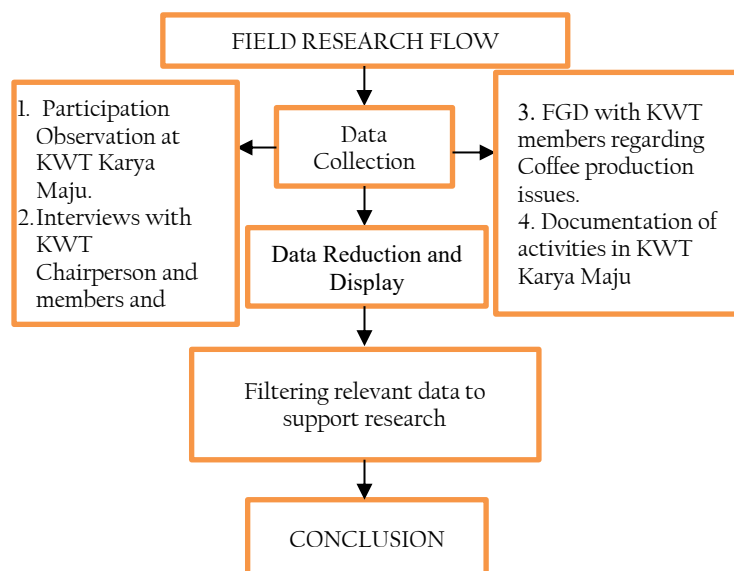 FIELD RESEARCH FLOW
1. Participation
Observation at
KWT Karya
Maju.
2. Interviews with
KWT
Chairperson and
members and
Data
Collection
3. FGD with KWT
members regarding
Coffee production
issues.
4. Documentation of
activities in KWT
Karya Maju
Data Reduction and
Display
Filtering relevant data to
support research
CONCLUSION